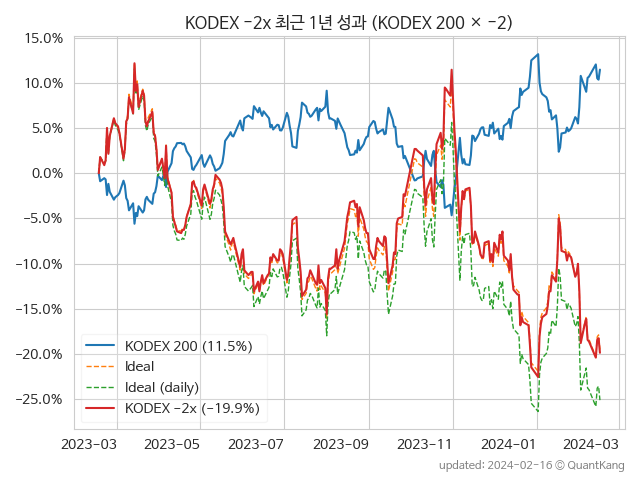 KODEX -2x 최근 1년 성과 (KODEX 200 × -2)
15.0%
10.0%
5.0%
0.0%
-5.0%
-10.0%
-15.0%
-20.0%
-25.0%
KODEX 200 (11.5%)
Ideal
Ideal (daily)
KODEX -2x (-19.9%)
2023-03 2023-05 2023-07 2023-09 2023-11 2024-01 2024-03
updated: 2024-02-16 © QuantKang